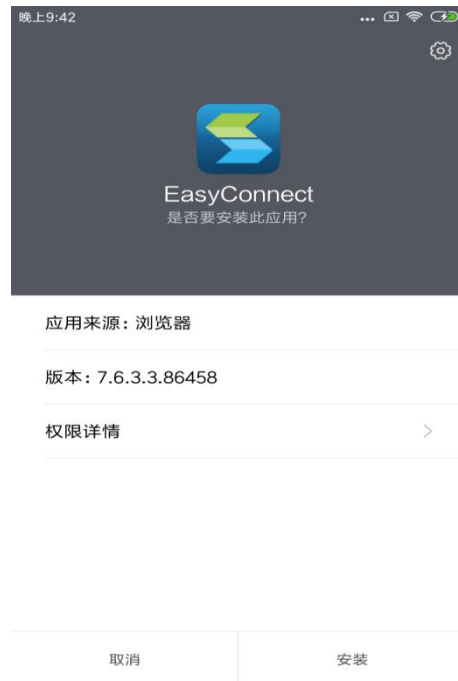 晚上9:42
EasyConnect
是否要安装此应用?
应用来源: 浏览器
版本: 7.6.3.3.86458
权限详情
取消 安装